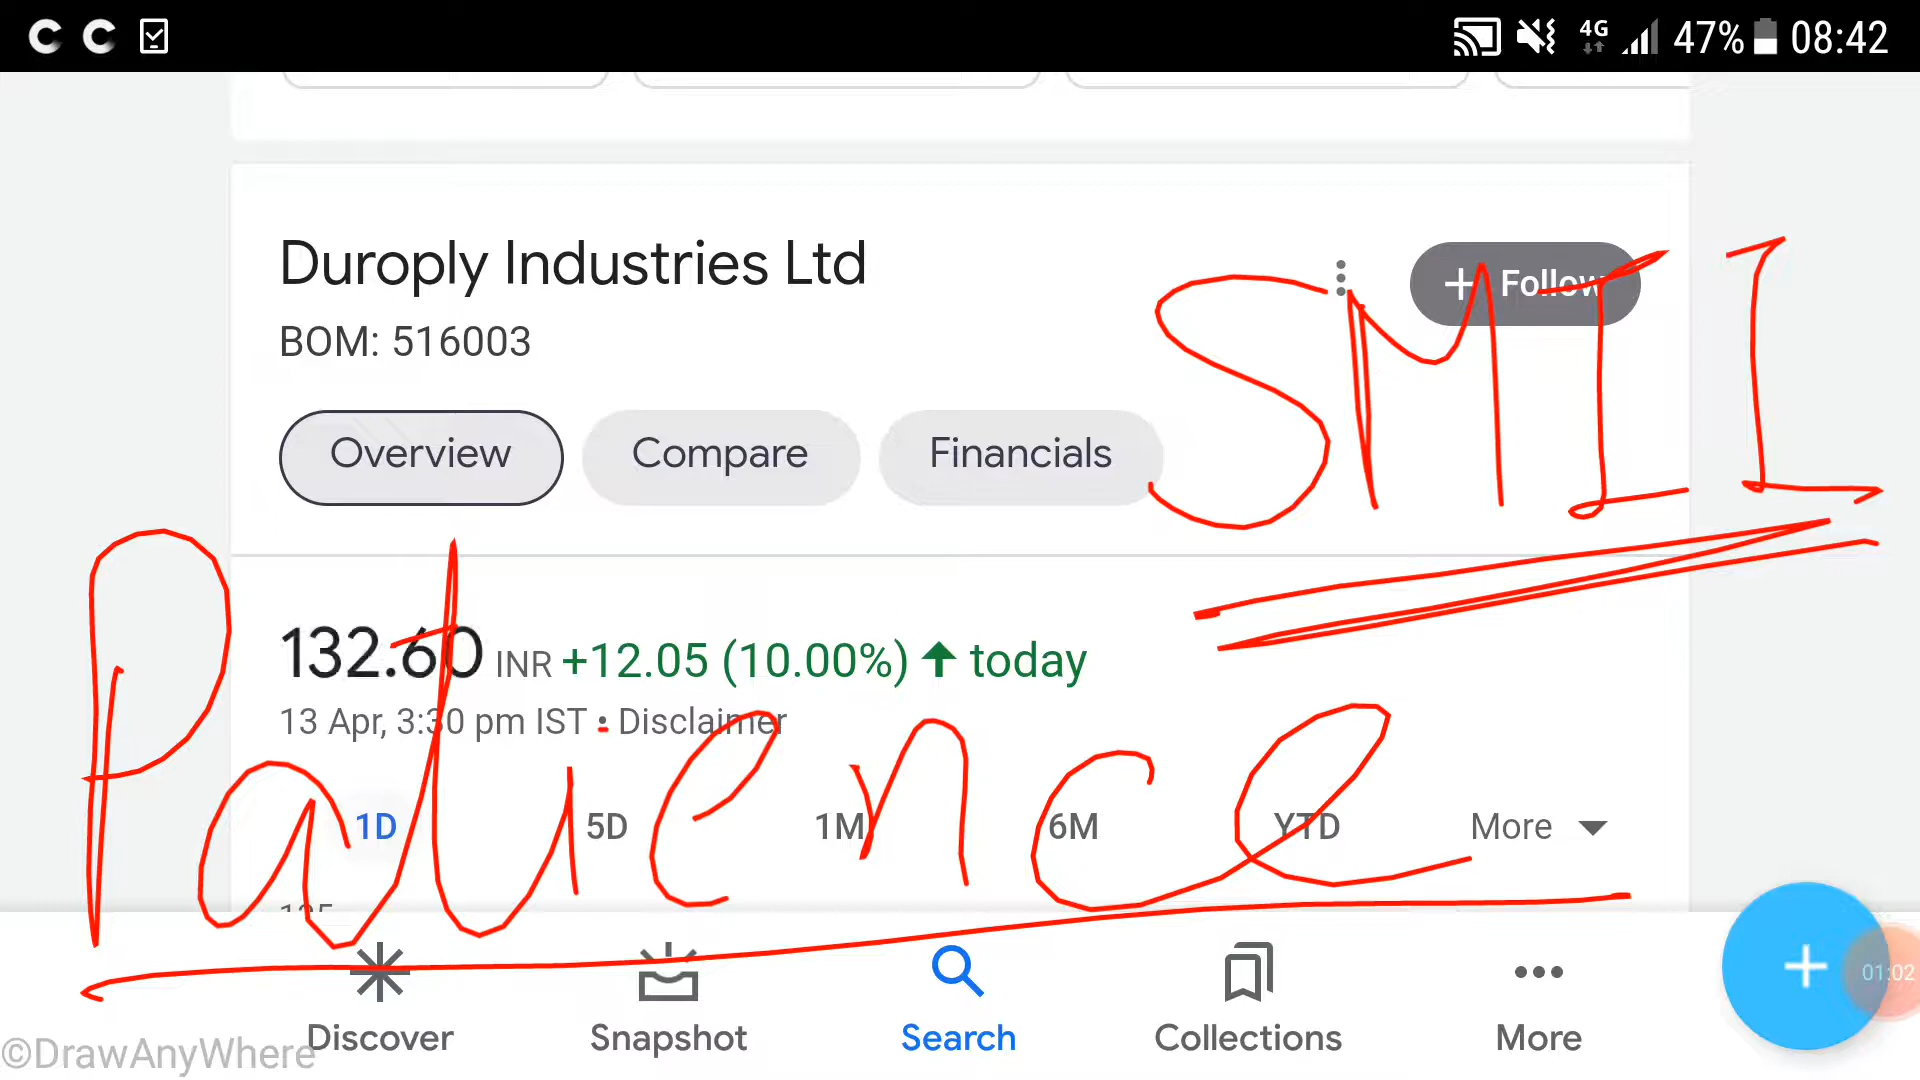 C C 4G 47% 08:42
Duroply Industries Ltd
+ Follow
BOM: 516003
SMII
Overview Compare Financials
132.60 INR +12.05 (10.00%) ↑ today
13 Apr, 3:30 pm IST • Disclaimer
Patience
1D 5D 1M 6M YTD More
01:02
Discover Snapshot Search Collections More
©DrawAnyWhere